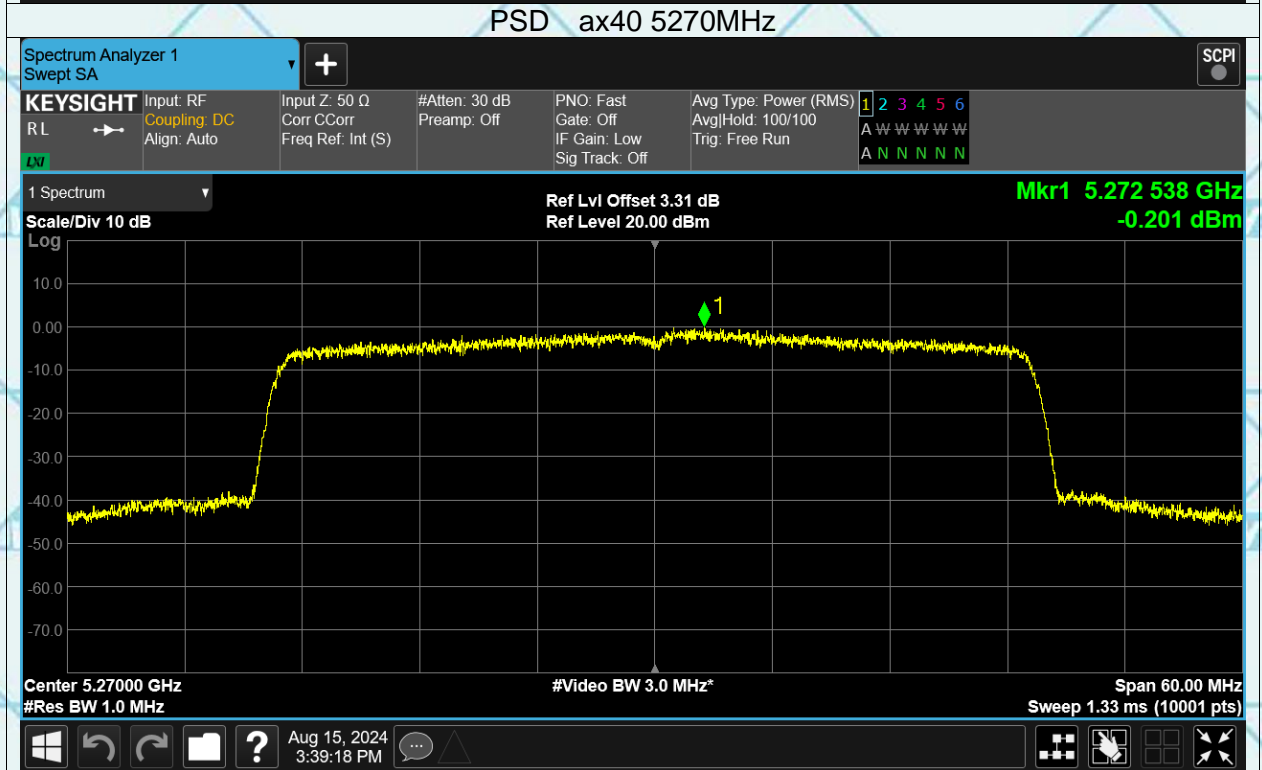 PSD ax40 5270MHz
Spectrum Analyzer 1
Swept SA
SCPI
KEYSIGHT
R L
LXI
Input: RF
Coupling: DC
Align: Auto
Input Z: 50 Ω
Corr CCorr
Freq Ref: Int (S)
#Atten: 30 dB
Preamp: Off
PNO: Fast
Gate: Off
IF Gain: Low
Sig Track: Off
Avg Type: Power (RMS)
Avg|Hold: 100/100
Trig: Free Run
1 2 3 4 5 6
A W W W W W
A N N N N N
1 Spectrum
Scale/Div 10 dB
Log
Ref Lvl Offset 3.31 dB
Ref Level 20.00 dBm
Mkr1 5.272 538 GHz
-0.201 dBm
1
10.0
0.00
-10.0
-20.0
-30.0
-40.0
-50.0
-60.0
-70.0
Center 5.27000 GHz
#Res BW 1.0 MHz
#Video BW 3.0 MHz*
Span 60.00 MHz
Sweep 1.33 ms (10001 pts)
?
Aug 15, 2024
3:39:18 PM